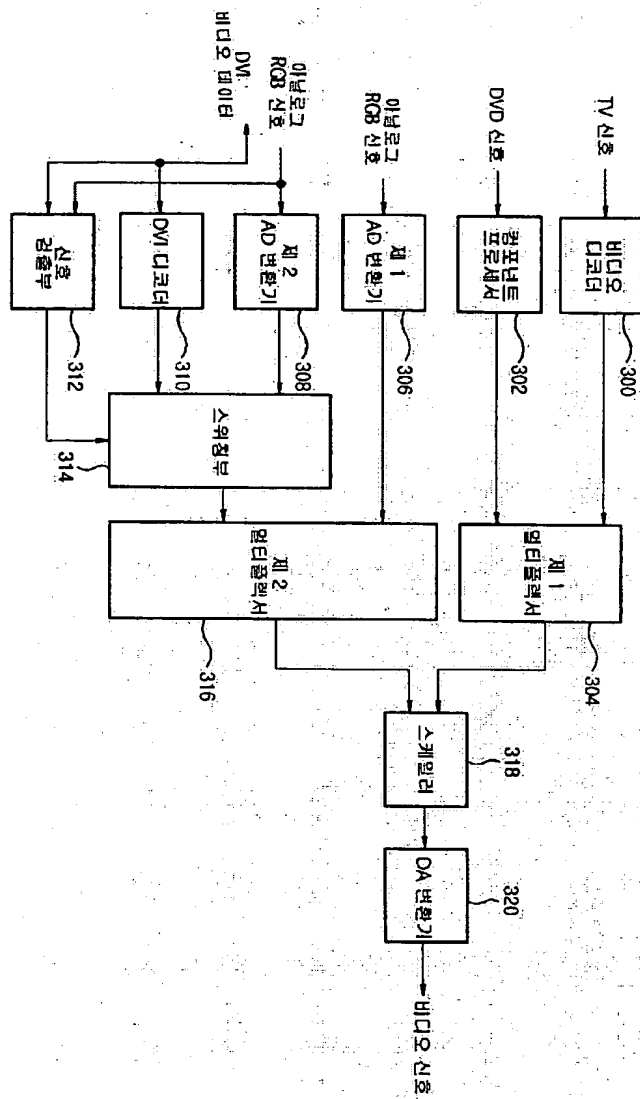 TV 신호
비디오
디코더
300
DVD 신호
컴포넌트
프로세서
302
제 1
멀티플렉서
304
아날로그
RGB 신호
제 1
AD 변환기
306
아날로그
RGB 신호
제 2
AD 변환기
308
DVI
비디오 데이터
DVI 디코더
310
신호
검출부
312
스위칭부
314
제 2
멀티플렉서
316
스케일러
318
DA 변환기
320
비디오 신호